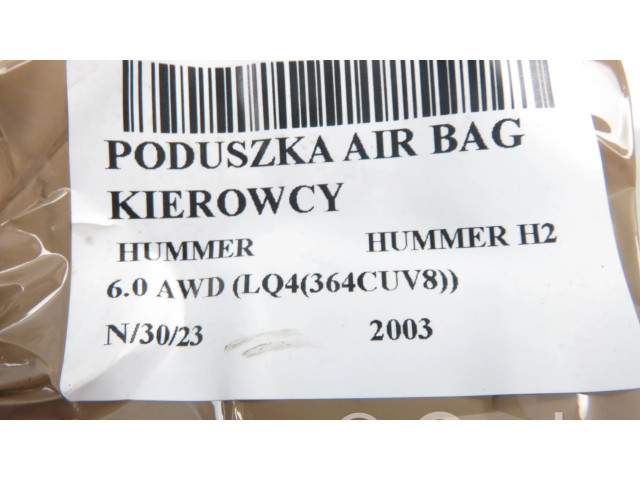 PODUSZKA AIR BAG
KIEROWCY
HUMMER HUMMER H2
6.0 AWD (LQ4(364CUV8))
N/30/23 2003